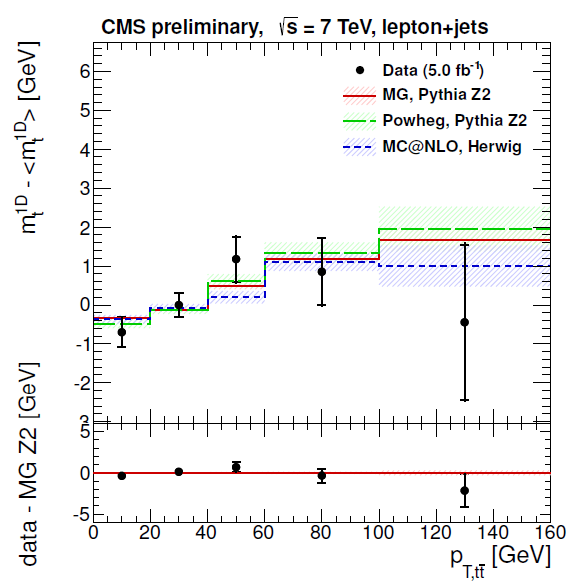 CMS preliminary, √s = 7 TeV, lepton+jets
m_t^1D - <m_t^1D> [GeV]
6
5
4
3
2
1
0
-1
-2
-3
Data (5.0 fb⁻¹)
MG, Pythia Z2
Powheg, Pythia Z2
MC@NLO, Herwig
data - MG Z2 [GeV]
5
0
-5
0 20 40 60 80 100 120 140 160
p_T,tt̄ [GeV]